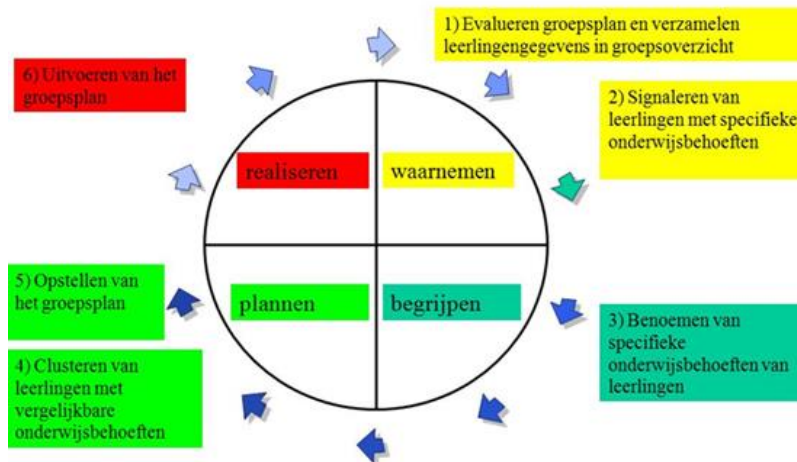 1) Evalueren groepsplan en verzamelen
leerlingengegevens in groepsoverzicht
6) Uitvoeren van het
groepsplan
2) Signaleren van
leerlingen met specifieke
onderwijsbehoeften
realiseren
waarnemen
5) Opstellen van
het groepsplan
plannen
begrijpen
3) Benoemen van
specifieke
onderwijsbehoeften van
leerlingen
4) Clusteren van
leerlingen met
vergelijkbare
onderwijsbehoeften